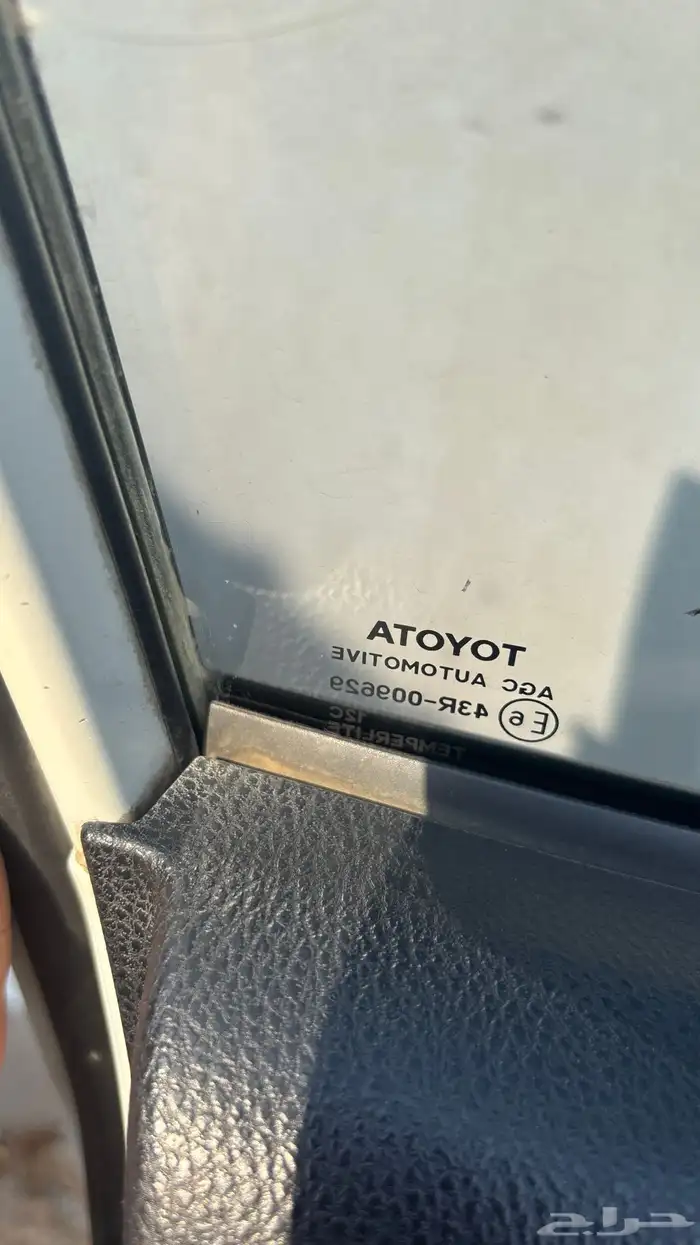 TOYOTA
AGC AUTOMOTIVE
E6 43R-009629
12C
TEMPERLITE
حراج